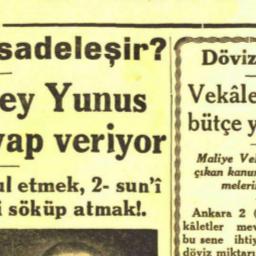 sadeleşir?
ey Yunus
vap veriyor
ul etmek, 2- sun'î
i söküp atmak!.
Döviz
Vekâle
bütçe y
Maliye Vek
çıkan kanun
meleri
Ankara 2 (
kâletler mev
bu sene ihtiy
döviz miktarı